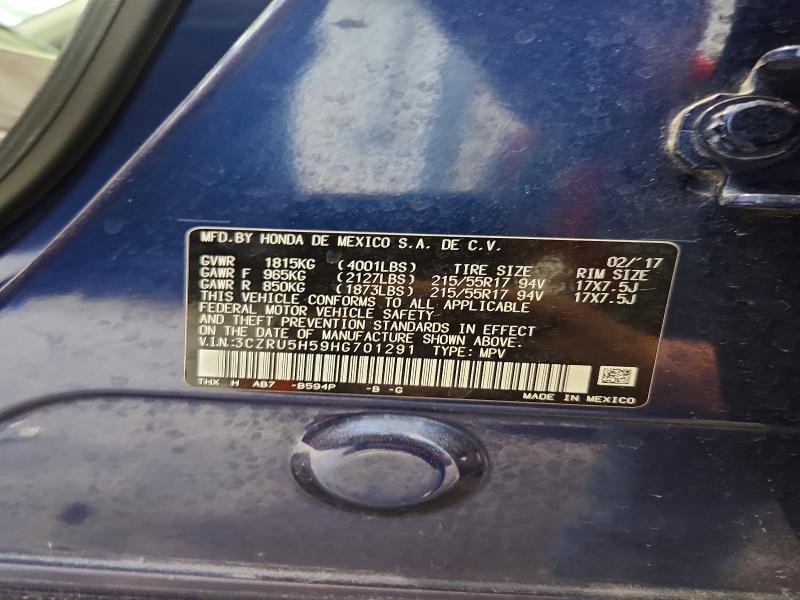 MFD.BY HONDA DE MEXICO S.A. DE C.V.
02/'17
GVWR 1815KG (4001LBS) TIRE SIZE RIM SIZE
GAWR F 965KG (2127LBS) 215/55R17 94V 17X7.5J
GAWR R 850KG (1873LBS) 215/55R17 94V 17X7.5J
THIS VEHICLE CONFORMS TO ALL APPLICABLE
FEDERAL MOTOR VEHICLE SAFETY
AND THEFT PREVENTION STANDARDS IN EFFECT
ON THE DATE OF MANUFACTURE SHOWN ABOVE.
V.I.N.:3CZRU5H59HG701291 TYPE: MPV
THX H AB7 -B594P -B -G
MADE IN MEXICO